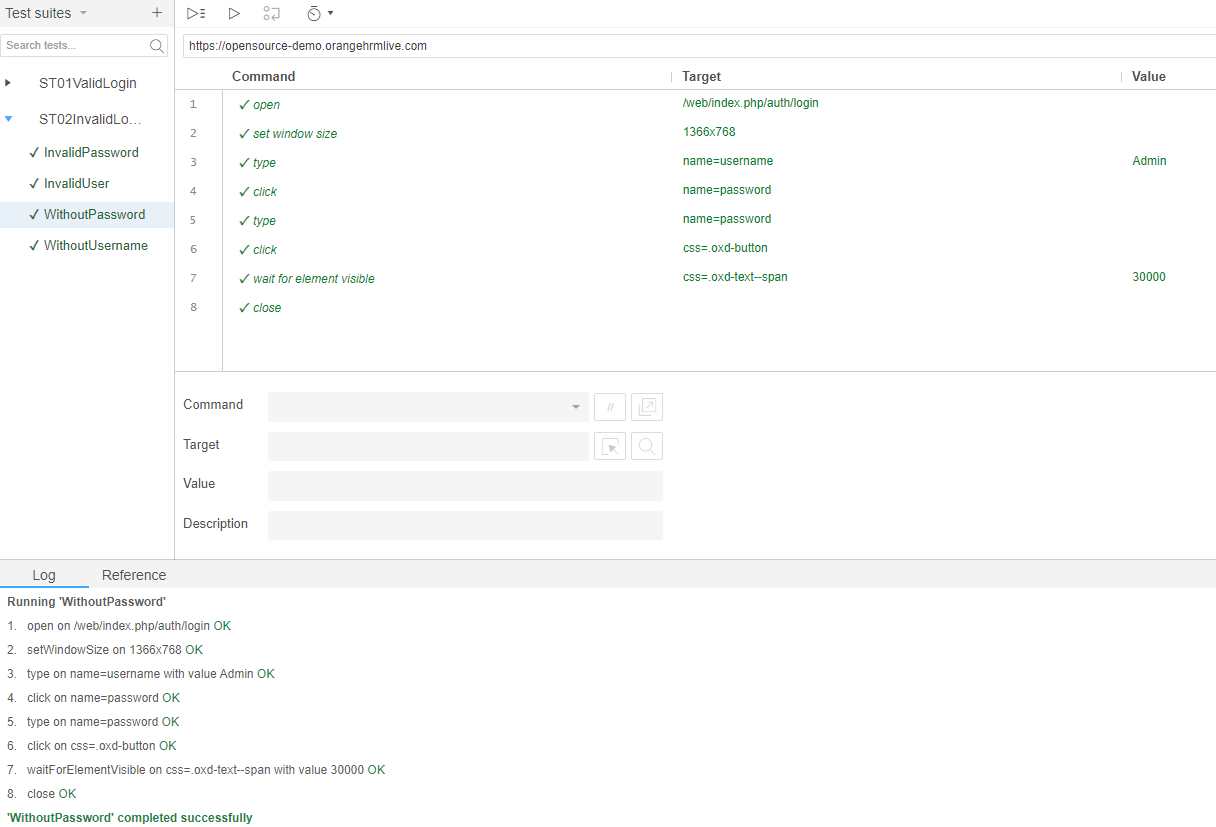 Test suites
Search tests...
ST01ValidLogin
ST02InvalidLo...
✓ InvalidPassword
✓ InvalidUser
✓ WithoutPassword
✓ WithoutUsername
https://opensource-demo.orangehrmlive.com
Command Target Value
1 ✓ open /web/index.php/auth/login
2 ✓ set window size 1366x768
3 ✓ type name=username Admin
4 ✓ click name=password
5 ✓ type name=password
6 ✓ click css=.oxd-button
7 ✓ wait for element visible css=.oxd-text--span 30000
8 ✓ close
Command //
Target
Value
Description
Log Reference
Running 'WithoutPassword'
1. open on /web/index.php/auth/login OK
2. setWindowSize on 1366x768 OK
3. type on name=username with value Admin OK
4. click on name=password OK
5. type on name=password OK
6. click on css=.oxd-button OK
7. waitForElementVisible on css=.oxd-text--span with value 30000 OK
8. close OK
'WithoutPassword' completed successfully